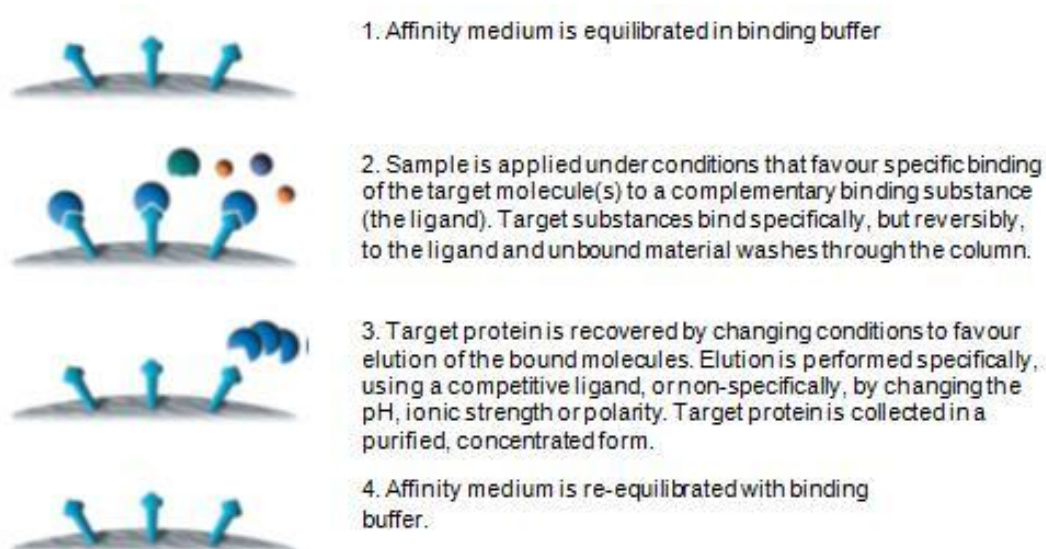 1. Affinity medium is equilibrated in binding buffer
2. Sample is applied under conditions that favour specific binding
of the target molecule(s) to a complementary binding substance
(the ligand). Target substances bind specifically, but reversibly,
to the ligand and unbound material washes through the column.
3. Target protein is recovered by changing conditions to favour
elution of the bound molecules. Elution is performed specifically,
using a competitive ligand, or non-specifically, by changing the
pH, ionic strength or polarity. Target protein is collected in a
purified, concentrated form.
4. Affinity medium is re-equilibrated with binding
buffer.